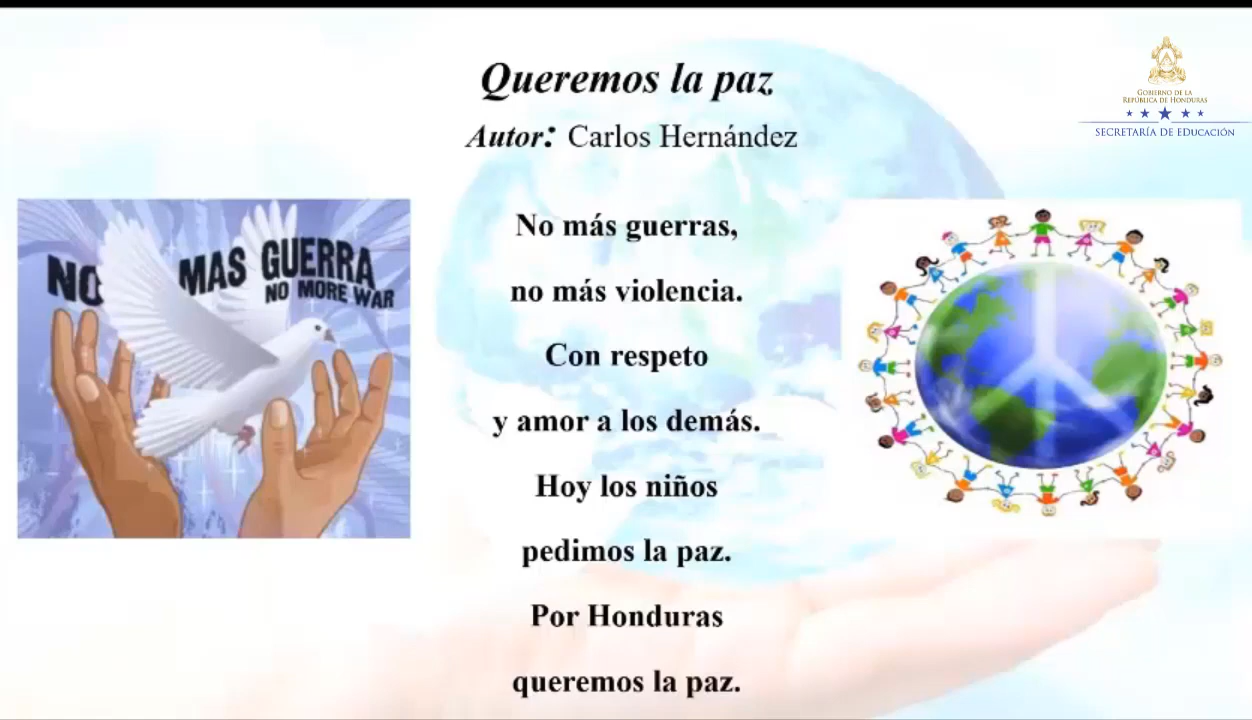 Queremos la paz
Autor: Carlos Hernández
GOBIERNO DE LA
REPÚBLICA DE HONDURAS
SECRETARÍA DE EDUCACIÓN
NO MAS GUERRA
NO MORE WAR
No más guerras,
no más violencia.
Con respeto
y amor a los demás.
Hoy los niños
pedimos la paz.
Por Honduras
queremos la paz.